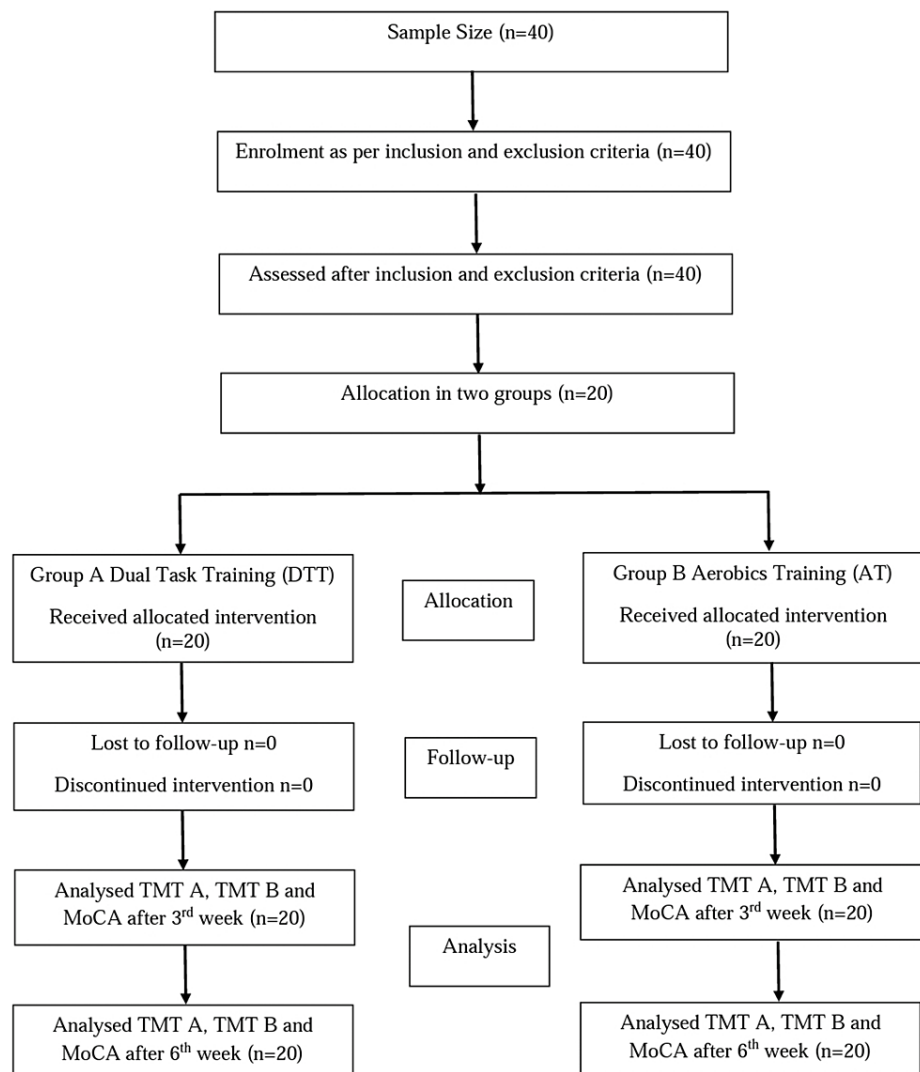 Sample Size (n=40)
Enrolment as per inclusion and exclusion criteria (n=40)
Assessed after inclusion and exclusion criteria (n=40)
Allocation in two groups (n=20)
Group A Dual Task Training (DTT)
Received allocated intervention
(n=20)
Allocation
Group B Aerobics Training (AT)
Received allocated intervention
(n=20)
Lost to follow-up n=0
Discontinued intervention n=0
Follow-up
Lost to follow-up n=0
Discontinued intervention n=0
Analysed TMT A, TMT B and
MoCA after 3rd week (n=20)
Analysed TMT A, TMT B and
MoCA after 3rd week (n=20)
Analysis
Analysed TMT A, TMT B and
MoCA after 6th week (n=20)
Analysed TMT A, TMT B and
MoCA after 6th week (n=20)